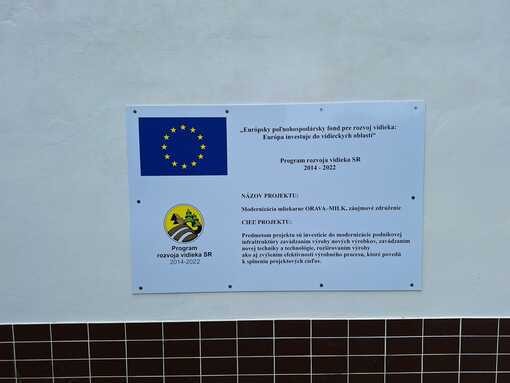 „Európsky poľnohospodársky fond pre rozvoj vidieka:
Európa investuje do vidieckych oblastí“
Program rozvoja vidieka SR
2014 - 2022
NÁZOV PROJEKTU:
Modernizácia mliekarne ORAVA-MILK, záujmové združenie
CIEĽ PROJEKTU:
Predmetom projektu sú investície do modernizácie podnikovej
infraštruktúry zavádzaním výroby nových výrobkov, zavádzaním
novej techniky a technológie, rozširovaním výroby
ako aj zvýšením efektívnosti výrobného procesu, ktoré povedú
k splneniu projektových cieľov.
Program
rozvoja vidieka SR
2014-2022